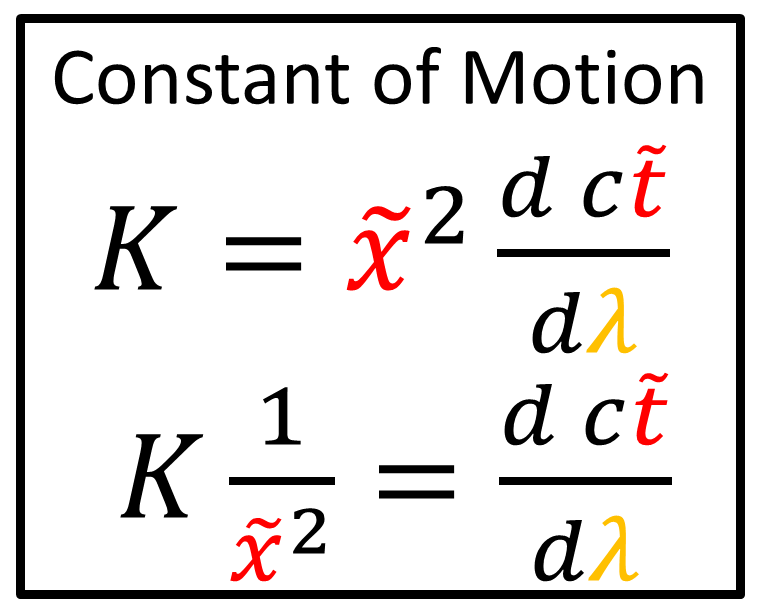 Constant of Motion
K = x̃² d ct̃ / dλ
K 1 / x̃² = d ct̃ / dλ